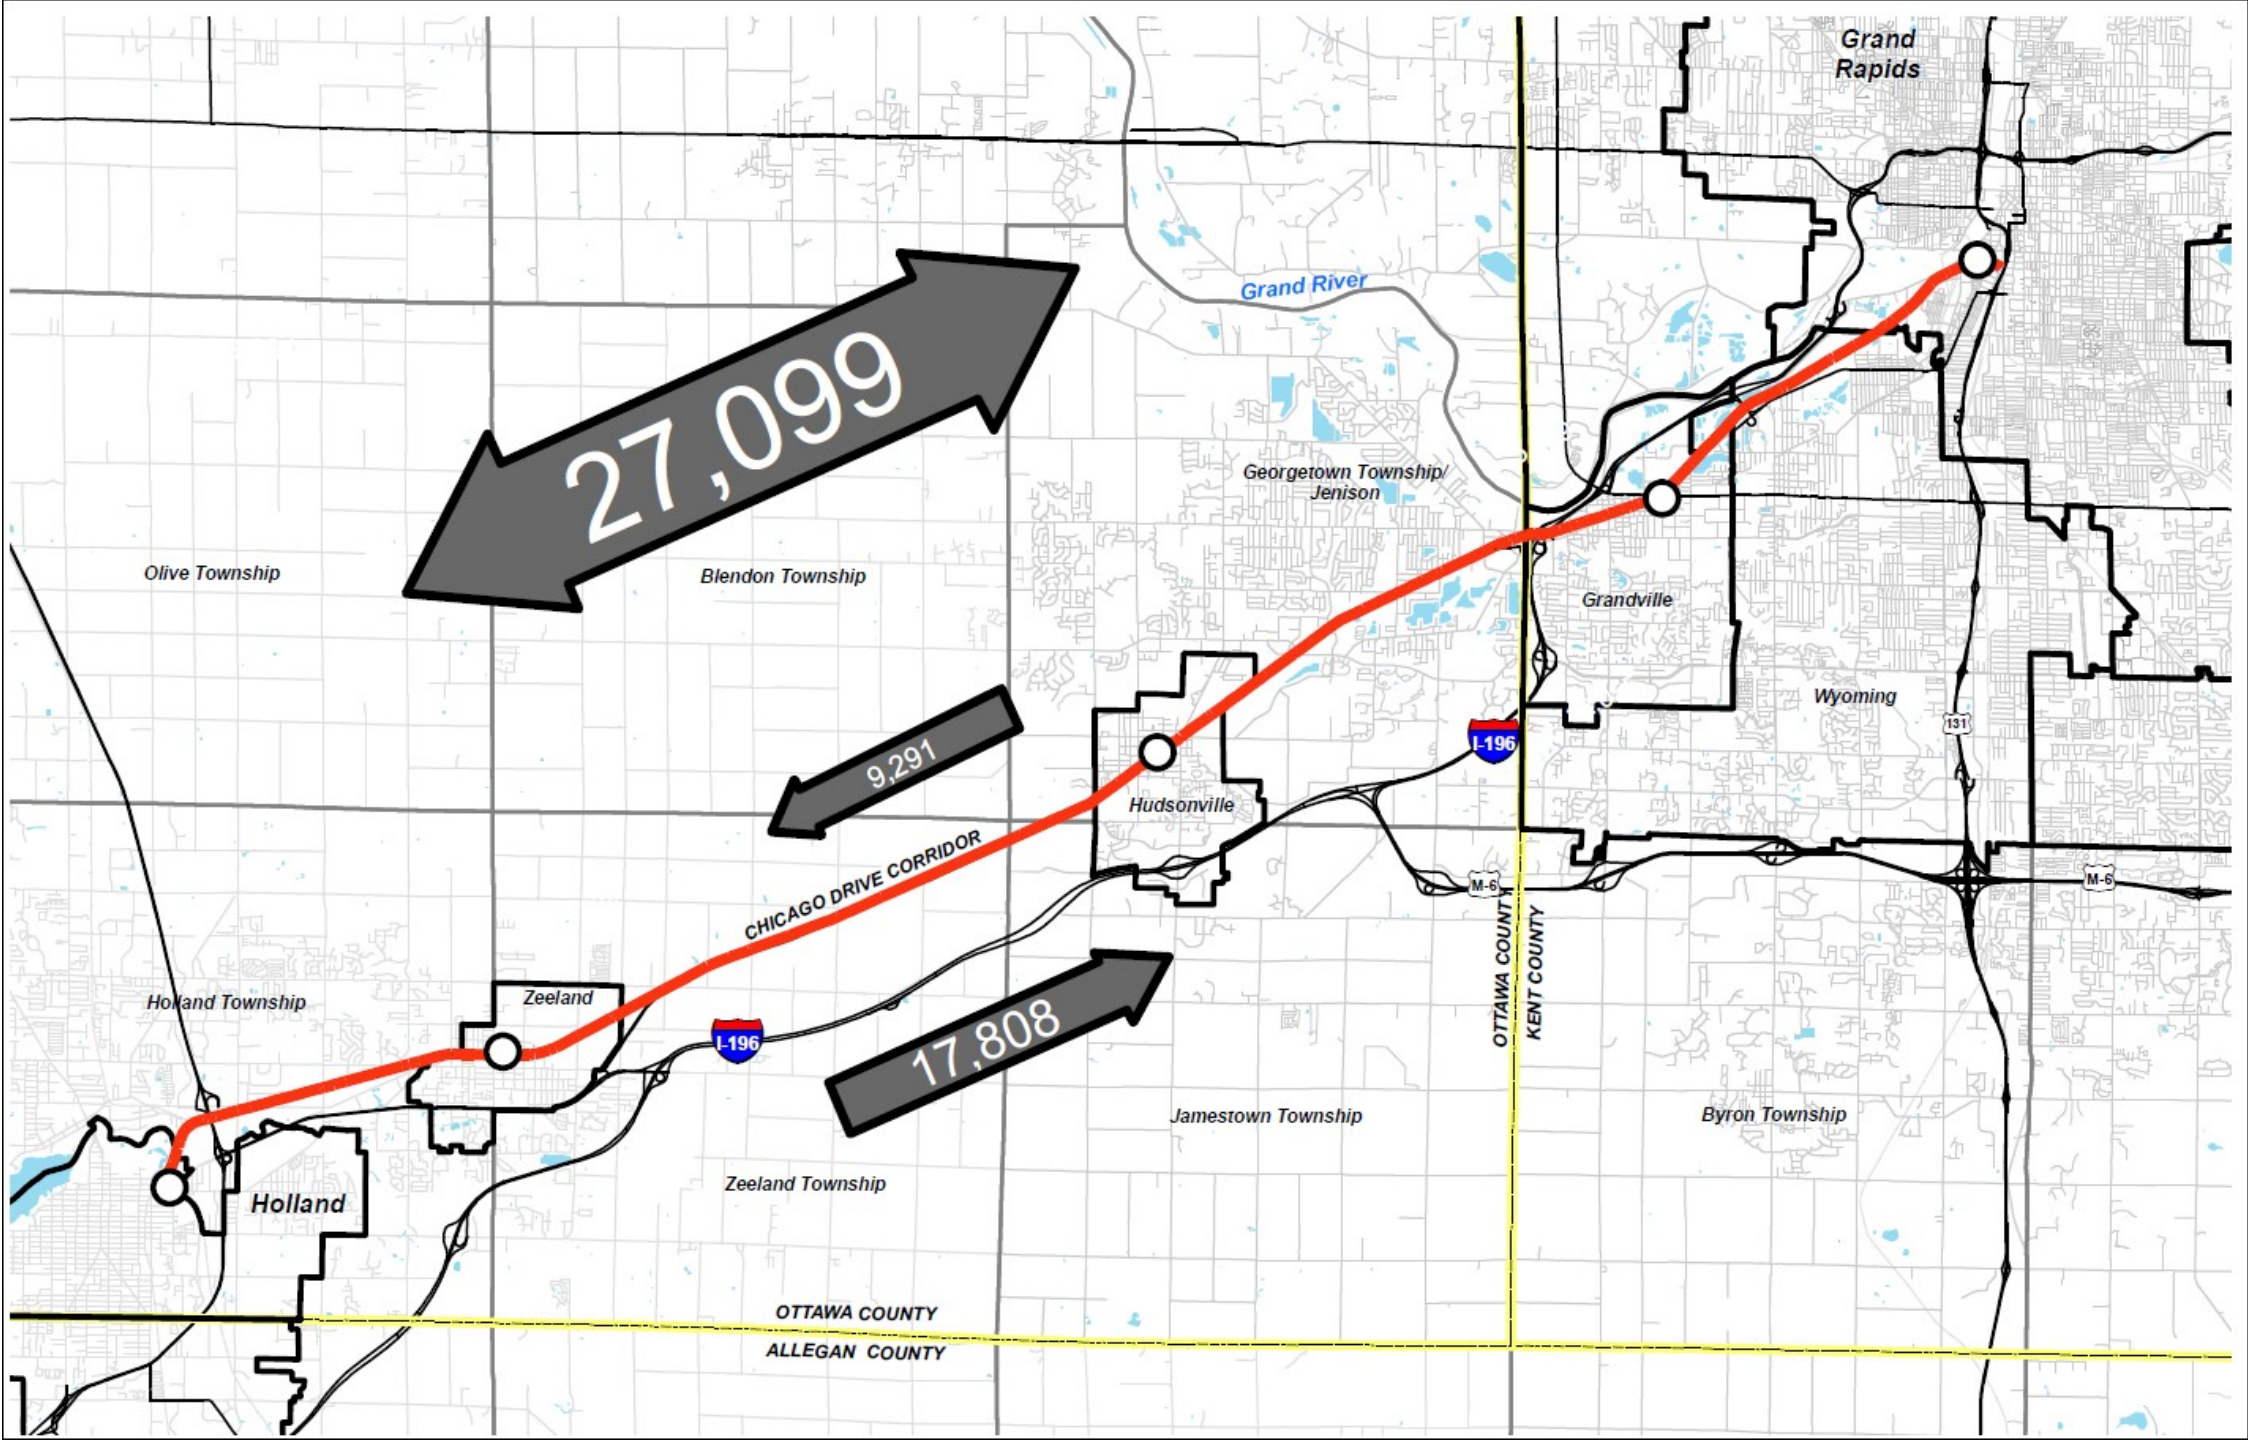 Grand
Rapids
Grand River
27,099
Georgetown Township/
Jenison
Olive Township
Blendon Township
Grandville
Wyoming
131
I-196
9,291
Hudsonville
CHICAGO DRIVE CORRIDOR
M-6
M-6
OTTAWA COUNTY
KENT COUNTY
Holland Township
Zeeland
I-196
17,808
Jamestown Township
Byron Township
Zeeland Township
Holland
OTTAWA COUNTY
ALLEGAN COUNTY